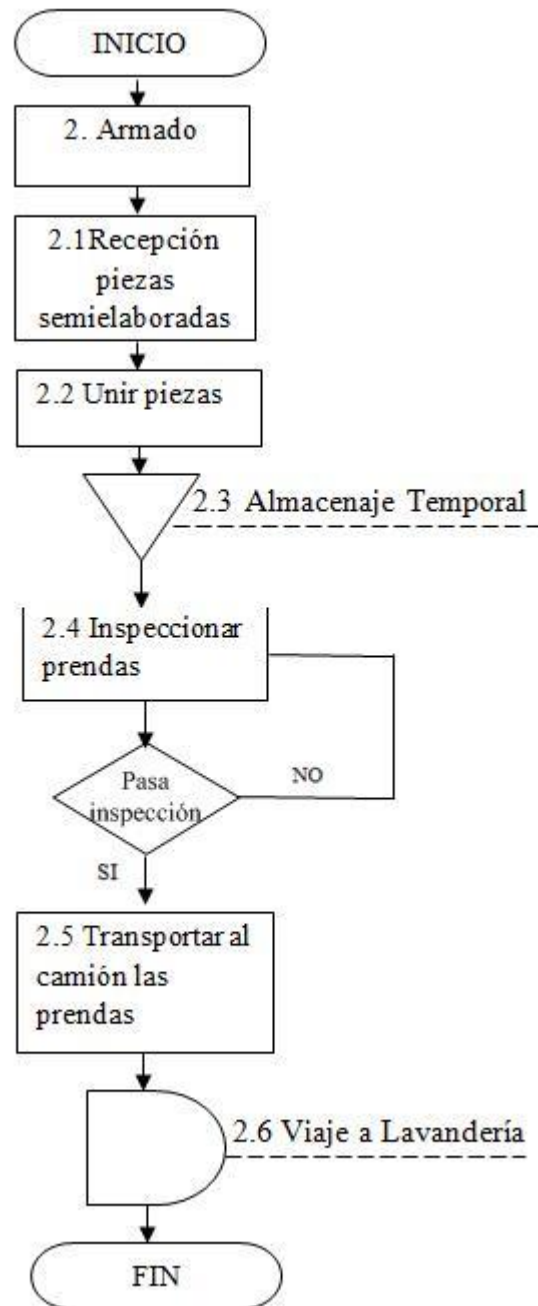 INICIO
2. Armado
2.1Recepción
piezas
semielaboradas
2.2 Unir piezas
2.3 Almacenaje Temporal
2.4 Inspeccionar
prendas
Pasa
inspección
NO
SI
2.5 Transportar al
camión las
prendas
2.6 Viaje a Lavandería
FIN